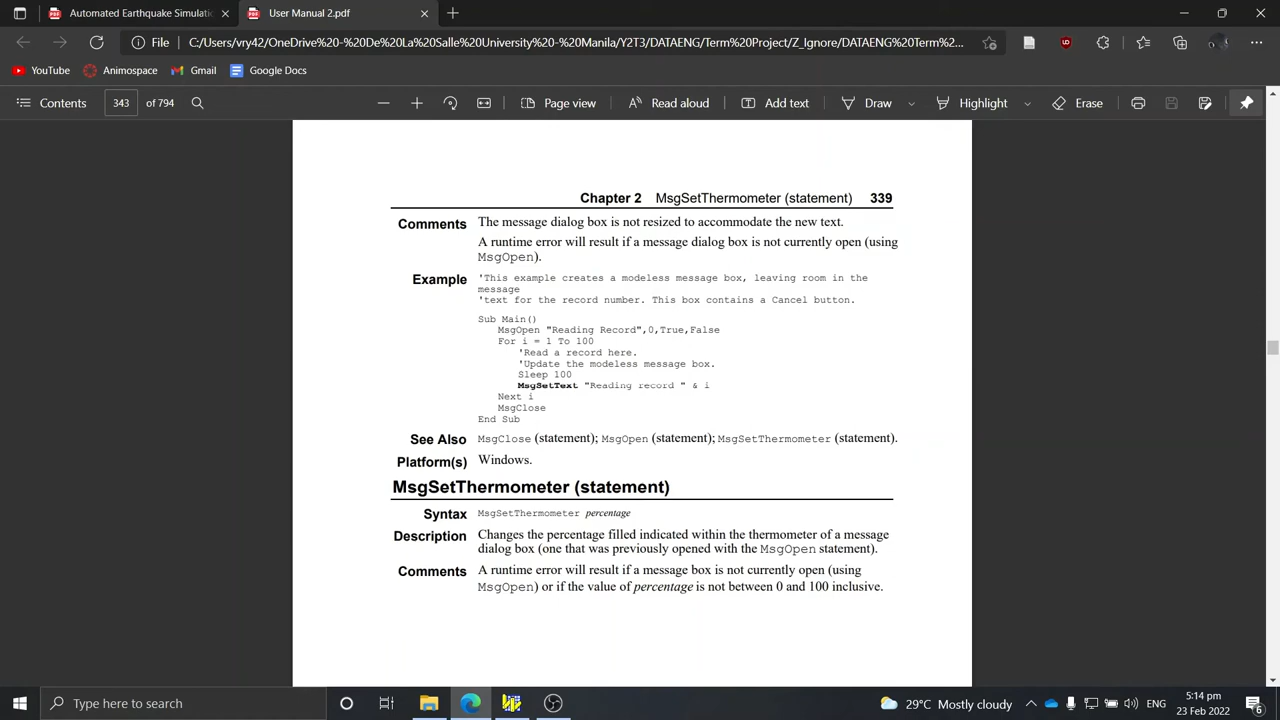 Automated Earthquake Simulati
User Manual 2.pdf
File
C:/Users/vry42/OneDrive%20-%20De%20La%20Salle%20University%20-%20Manila/Y2T3/DATAENG/Term%20Project/Z_Ignore/DATAENG%20Term%...
YouTube
Animospace
Gmail
Google Docs
Contents
343
of 794
Page view
Read aloud
Add text
Draw
Highlight
Erase
Chapter 2 MsgSetThermometer (statement) 339
Comments The message dialog box is not resized to accommodate the new text.
A runtime error will result if a message dialog box is not currently open (using
MsgOpen).
Example 'This example creates a modeless message box, leaving room in the
message
'text for the record number. This box contains a Cancel button.
Sub Main()
MsgOpen "Reading Record",0,True,False
For i = 1 To 100
'Read a record here.
'Update the modeless message box.
Sleep 100
MsgSetText "Reading record " & i
Next i
MsgClose
End Sub
See Also MsgClose (statement); MsgOpen (statement); MsgSetThermometer (statement).
Platform(s) Windows.
MsgSetThermometer (statement)
Syntax MsgSetThermometer percentage
Description Changes the percentage filled indicated within the thermometer of a message
dialog box (one that was previously opened with the MsgOpen statement).
Comments A runtime error will result if a message box is not currently open (using
MsgOpen) or if the value of percentage is not between 0 and 100 inclusive.
Type here to search
29°C Mostly cloudy
5:14 pm
23 Feb 2022
6